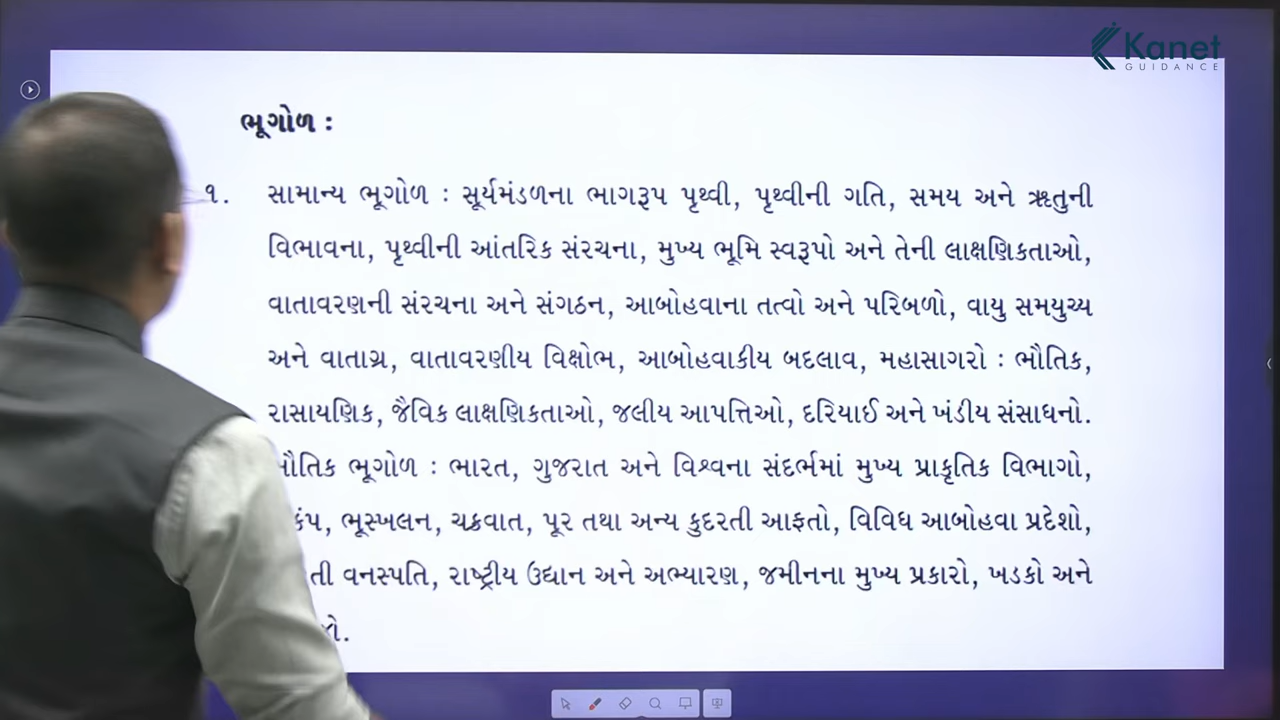 Kanet
GUIDANCE
ભૂગોળ :
૧. સામાન્ય ભૂગોળ : સૂર્યમંડળના ભાગરૂપ પૃથ્વી, પૃથ્વીની ગતિ, સમય અને ઋતુની
વિભાવના, પૃથ્વીની આંતરિક સંરચના, મુખ્ય ભૂમિ સ્વરૂપો અને તેની લાક્ષણિકતાઓ,
વાતાવરણની સંરચના અને સંગઠન, આબોહવાના તત્વો અને પરિબળો, વાયુ સમયુચ્ય
અને વાતાગ્ર, વાતાવરણીય વિક્ષોભ, આબોહવાકીય બદલાવ, મહાસાગરો : ભૌતિક,
રાસાયણિક, જૈવિક લાક્ષણિકતાઓ, જલીય આપત્તિઓ, દરિયાઈ અને ખંડીય સંસાધનો.
ભૂગોળ : ભારત, ગુજરાત અને વિશ્વના સંદર્ભમાં મુખ્ય પ્રાકૃતિક વિભાગો,
ભૂસ્ખલન, ચક્રવાત, પૂર તથા અન્ય કુદરતી આફતો, વિવિધ આબોહવા પ્રદેશો,
વનસ્પતિ, રાષ્ટ્રીય ઉદ્યાન અને અભ્યારણ, જમીનના મુખ્ય પ્રકારો, ખડકો અને